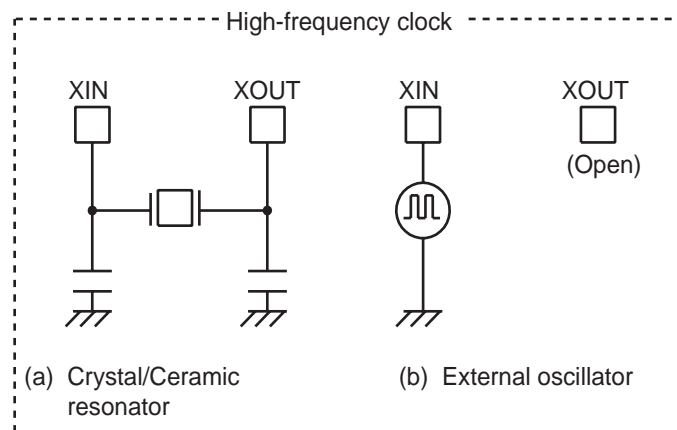 High-frequency clock
XIN XOUT XIN XOUT
(Open)
(a) Crystal/Ceramic resonator
(b) External oscillator